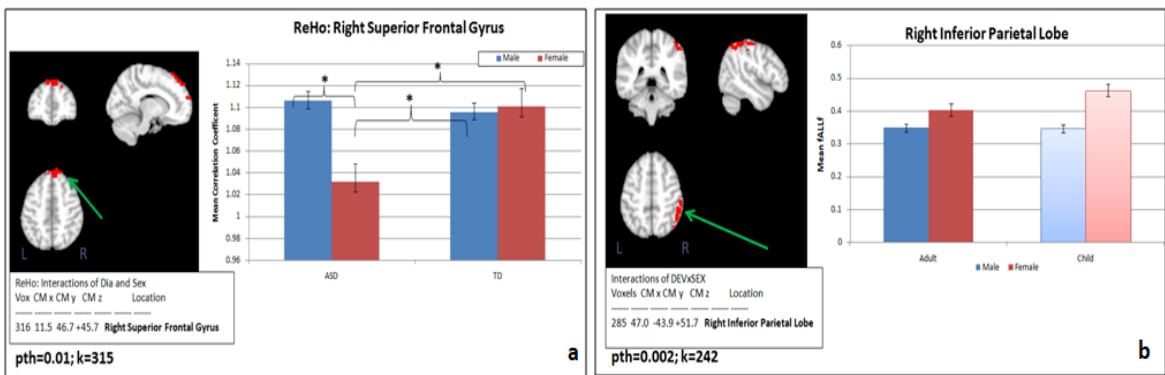 ReHo: Right Superior Frontal Gyrus
Male Female
1.14
1.12
1.1
1.08
1.06
1.04
1.02
1
0.98
0.96
Mean Correlation Coefficent
* * *
ASD TD
L R
ReHo: Interactions of Dia and Sex
Vox CM x CM y CM z Location
------ ------ ------ ------ ------ ------ ------
316 11.5 46.7 +45.7 Right Superior Frontal Gyrus
pth=0.01; k=315
a
Right Inferior Parietal Lobe
0.6
0.5
0.4
0.3
0.2
0.1
0
Mean fALLf
Adult Child
Male Female
L R
Interactions of DEVxSEX
Voxels CM x CM y CM z Location
------ ------ ------ ------ ------ ------ ------
285 47.0 -43.9 +51.7 Right Inferior Parietal Lobe
pth=0.002; k=242
b